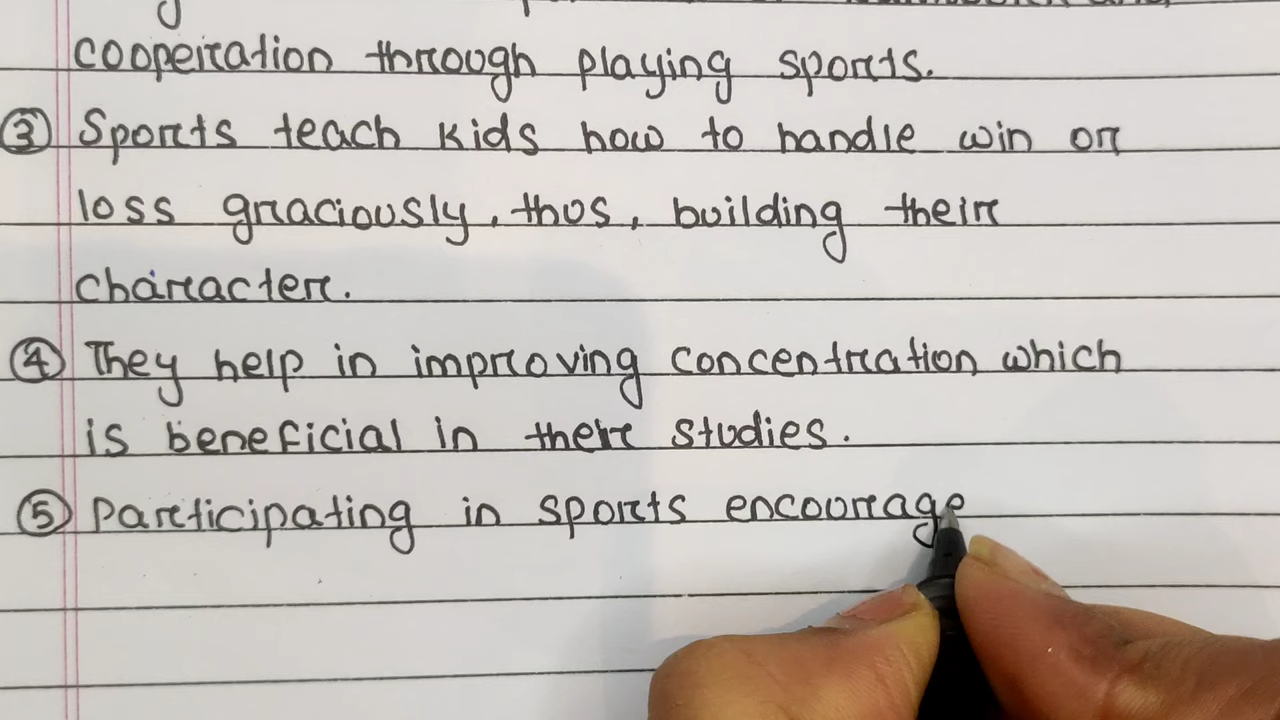 cooperation through playing sports.
③ Sports teach kids how to handle win or
loss graciously, thus, building their
character.
④ They help in improving concentration which
is beneficial in their studies.
⑤ Participating in sports encourage